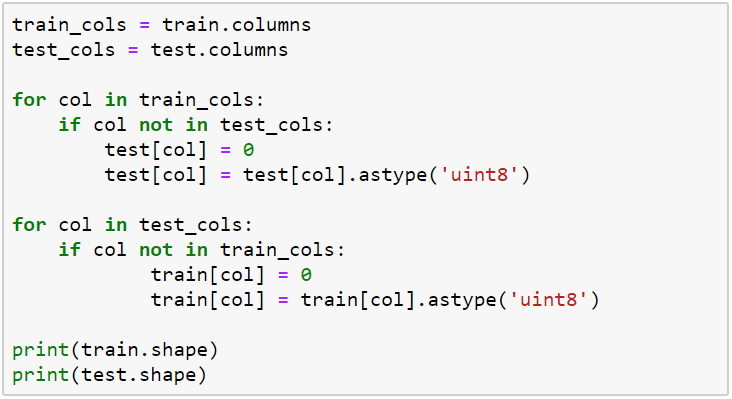 train_cols = train.columns
test_cols = test.columns

for col in train_cols:
    if col not in test_cols:
        test[col] = 0
        test[col] = test[col].astype('uint8')

for col in test_cols:
    if col not in train_cols:
            train[col] = 0
            train[col] = train[col].astype('uint8')

print(train.shape)
print(test.shape)